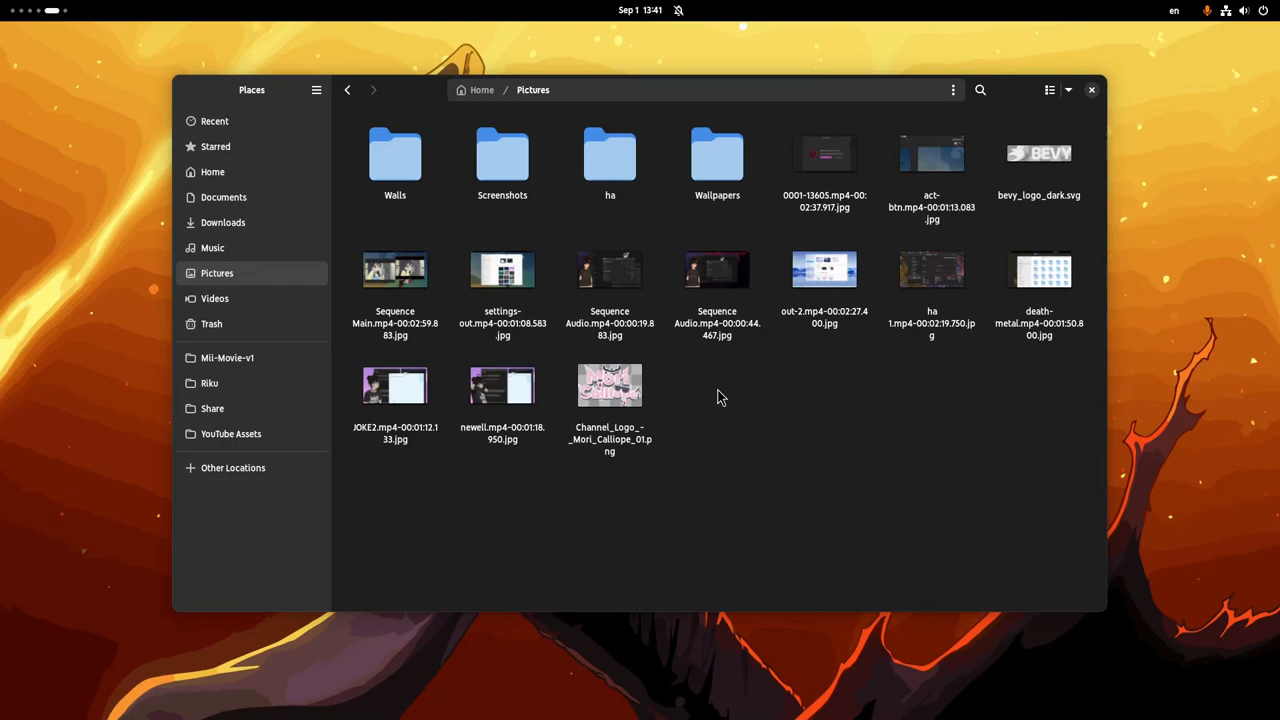 Sep 1 13:41
en
Places
Home / Pictures
Recent
Starred
Home
Documents
Downloads
Music
Pictures
Videos
Trash
Mii-Movie-v1
Riku
Share
YouTube Assets
Other Locations
Walls
Screenshots
ha
Wallpapers
0001-13605.mp4-00:
02:37.917.jpg
act-
btn.mp4-00:01:13.083
.jpg
BEVY
bevy_logo_dark.svg
Sequence
Main.mp4-00:02:59.8
83.jpg
settings-
out.mp4-00:01:08.583
.jpg
Sequence
Audio.mp4-00:00:19.8
83.jpg
Sequence
Audio.mp4-00:00:44.
467.jpg
out-2.mp4-00:02:27.4
00.jpg
ha
1.mp4-00:02:19.750.jp
g
death-
metal.mp4-00:01:50.8
00.jpg
JOKE2.mp4-00:01:12.1
33.jpg
newell.mp4-00:01:18.
950.jpg
Mori
Calliope
Channel_Logo_-
_Mori_Calliope_01.p
ng